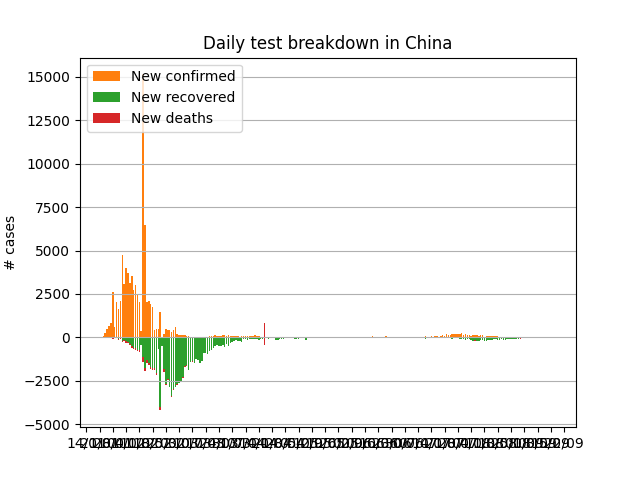 Daily test breakdown in China
New confirmed
New recovered
New deaths
# cases
15000
12500
10000
7500
5000
2500
0
−2500
−5000